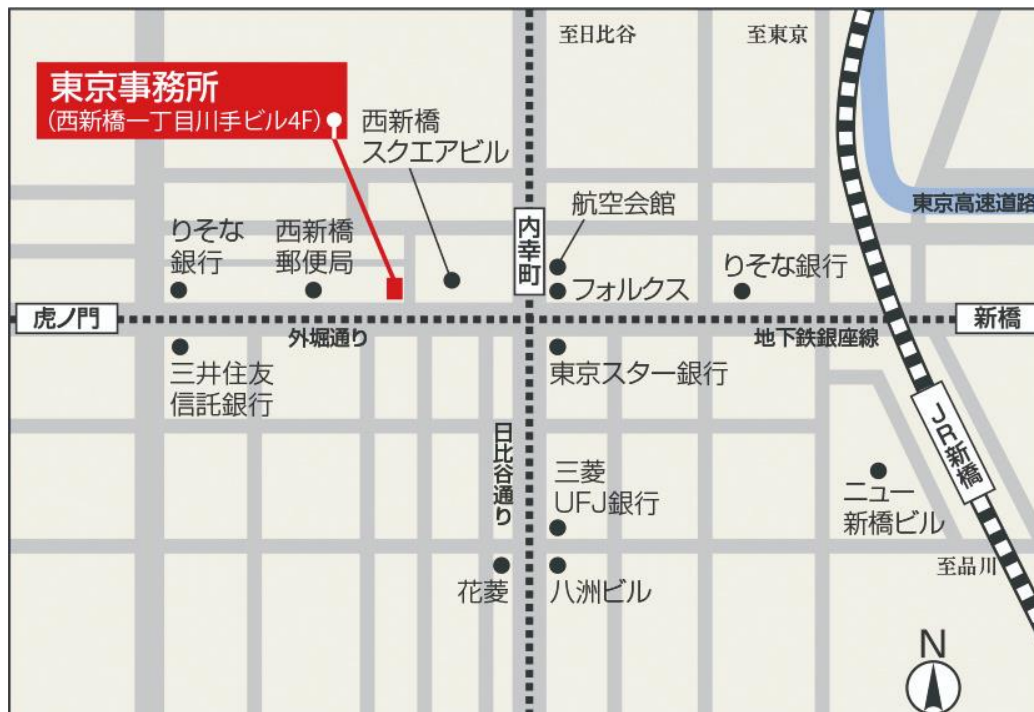 至日比谷
至東京
東京事務所
(西新橋一丁目川手ビル4F)
西新橋
スクエアビル
東京高速道路
りそな
銀行
西新橋
郵便局
内幸町
航空会館
フォルクス
りそな銀行
虎ノ門
外堀通り
地下鉄銀座線
新橋
三井住友
信託銀行
東京スター銀行
日比谷通り
三菱
UFJ銀行
JR新橋
ニュー
新橋ビル
花菱
八洲ビル
至品川
N